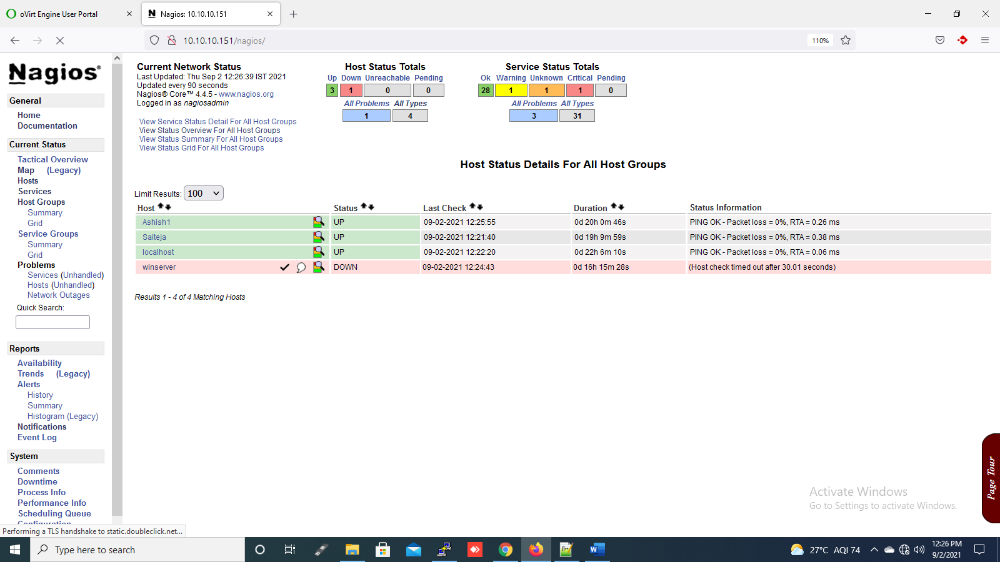 oVirt Engine User Portal
Nagios: 10.10.10.151
10.10.10.151/nagios/
110%
Nagios®
General
Home
Documentation
Current Status
Tactical Overview
Map (Legacy)
Hosts
Services
Host Groups
Summary
Grid
Service Groups
Summary
Grid
Problems
Services (Unhandled)
Hosts (Unhandled)
Network Outages
Quick Search:
Reports
Availability
Trends (Legacy)
Alerts
History
Summary
Histogram (Legacy)
Notifications
Event Log
System
Comments
Downtime
Process Info
Performance Info
Scheduling Queue
Configuration
Current Network Status
Last Updated: Thu Sep 2 12:26:39 IST 2021
Updated every 90 seconds
Nagios® Core™ 4.4.5 - www.nagios.org
Logged in as nagiosadmin
View Service Status Detail For All Host Groups
View Status Overview For All Host Groups
View Status Summary For All Host Groups
View Status Grid For All Host Groups
Host Status Totals
Up Down Unreachable Pending
3 1 0 0
All Problems All Types
1 4
Service Status Totals
Ok Warning Unknown Critical Pending
28 1 1 1 0
All Problems All Types
3 31
Host Status Details For All Host Groups
Limit Results: 100
Host Status Last Check Duration Status Information
Ashish1 UP 09-02-2021 12:25:55 0d 20h 0m 46s PING OK - Packet loss = 0%, RTA = 0.26 ms
Saiteja UP 09-02-2021 12:21:40 0d 19h 9m 59s PING OK - Packet loss = 0%, RTA = 0.38 ms
localhost UP 09-02-2021 12:22:20 0d 22h 6m 10s PING OK - Packet loss = 0%, RTA = 0.06 ms
winserver DOWN 09-02-2021 12:24:43 0d 16h 15m 28s (Host check timed out after 30.01 seconds)
Results 1 - 4 of 4 Matching Hosts
Page Tour
Activate Windows
Go to Settings to activate Windows.
Performing a TLS handshake to static.doubleclick.net...
Type here to search
27°C AQI 74
12:26 PM
9/2/2021